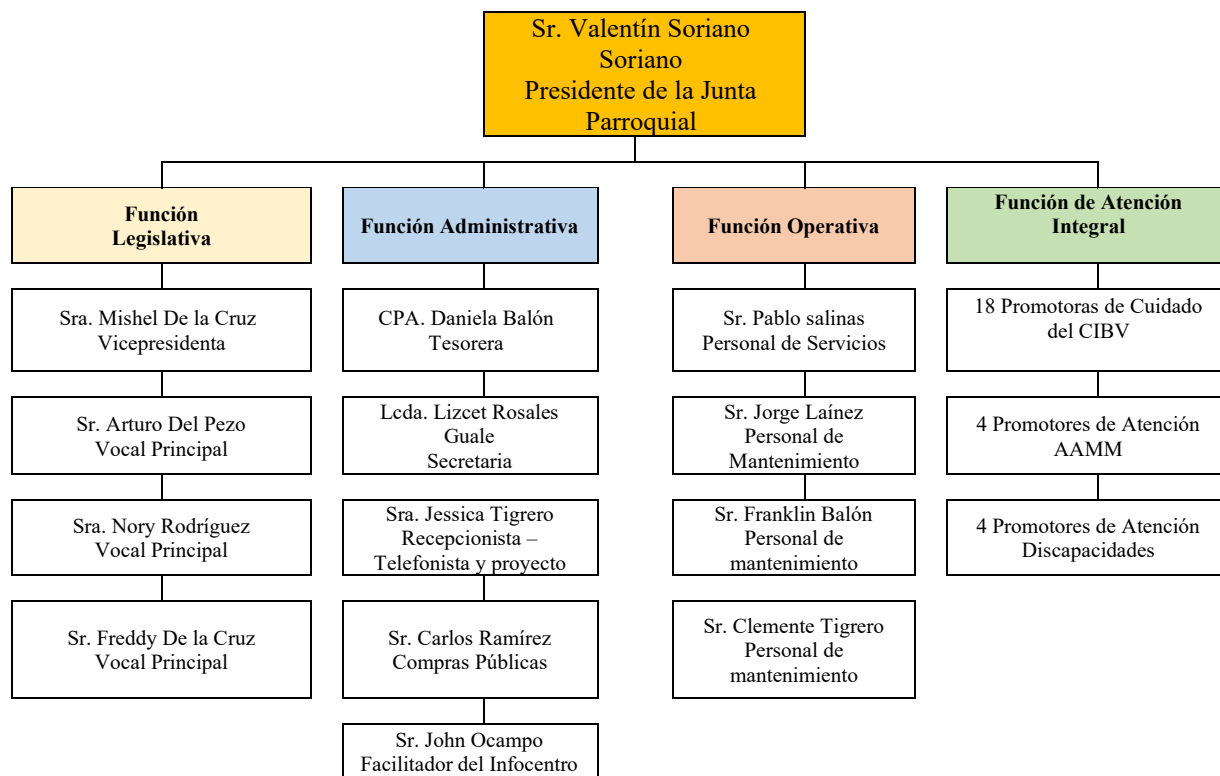 Sr. Valentín Soriano
Soriano
Presidente de la Junta
Parroquial
Función
Legislativa
Sra. Mishel De la Cruz
Vicepresidenta
Sr. Arturo Del Pezo
Vocal Principal
Sra. Nory Rodríguez
Vocal Principal
Sr. Freddy De la Cruz
Vocal Principal
Función Administrativa
CPA. Daniela Balón
Tesorera
Lcda. Lizcet Rosales
Guale
Secretaria
Sra. Jessica Tigrero
Recepcionista –
Telefonista y proyecto
Sr. Carlos Ramírez
Compras Públicas
Sr. John Ocampo
Facilitador del Infocentro
Función Operativa
Sr. Pablo salinas
Personal de Servicios
Sr. Jorge Laínez
Personal de
Mantenimiento
Sr. Franklin Balón
Personal de
mantenimiento
Sr. Clemente Tigrero
Personal de
mantenimiento
Función de Atención
Integral
18 Promotoras de Cuidado
del CIBV
4 Promotores de Atención
AAMM
4 Promotores de Atención
Discapacidades